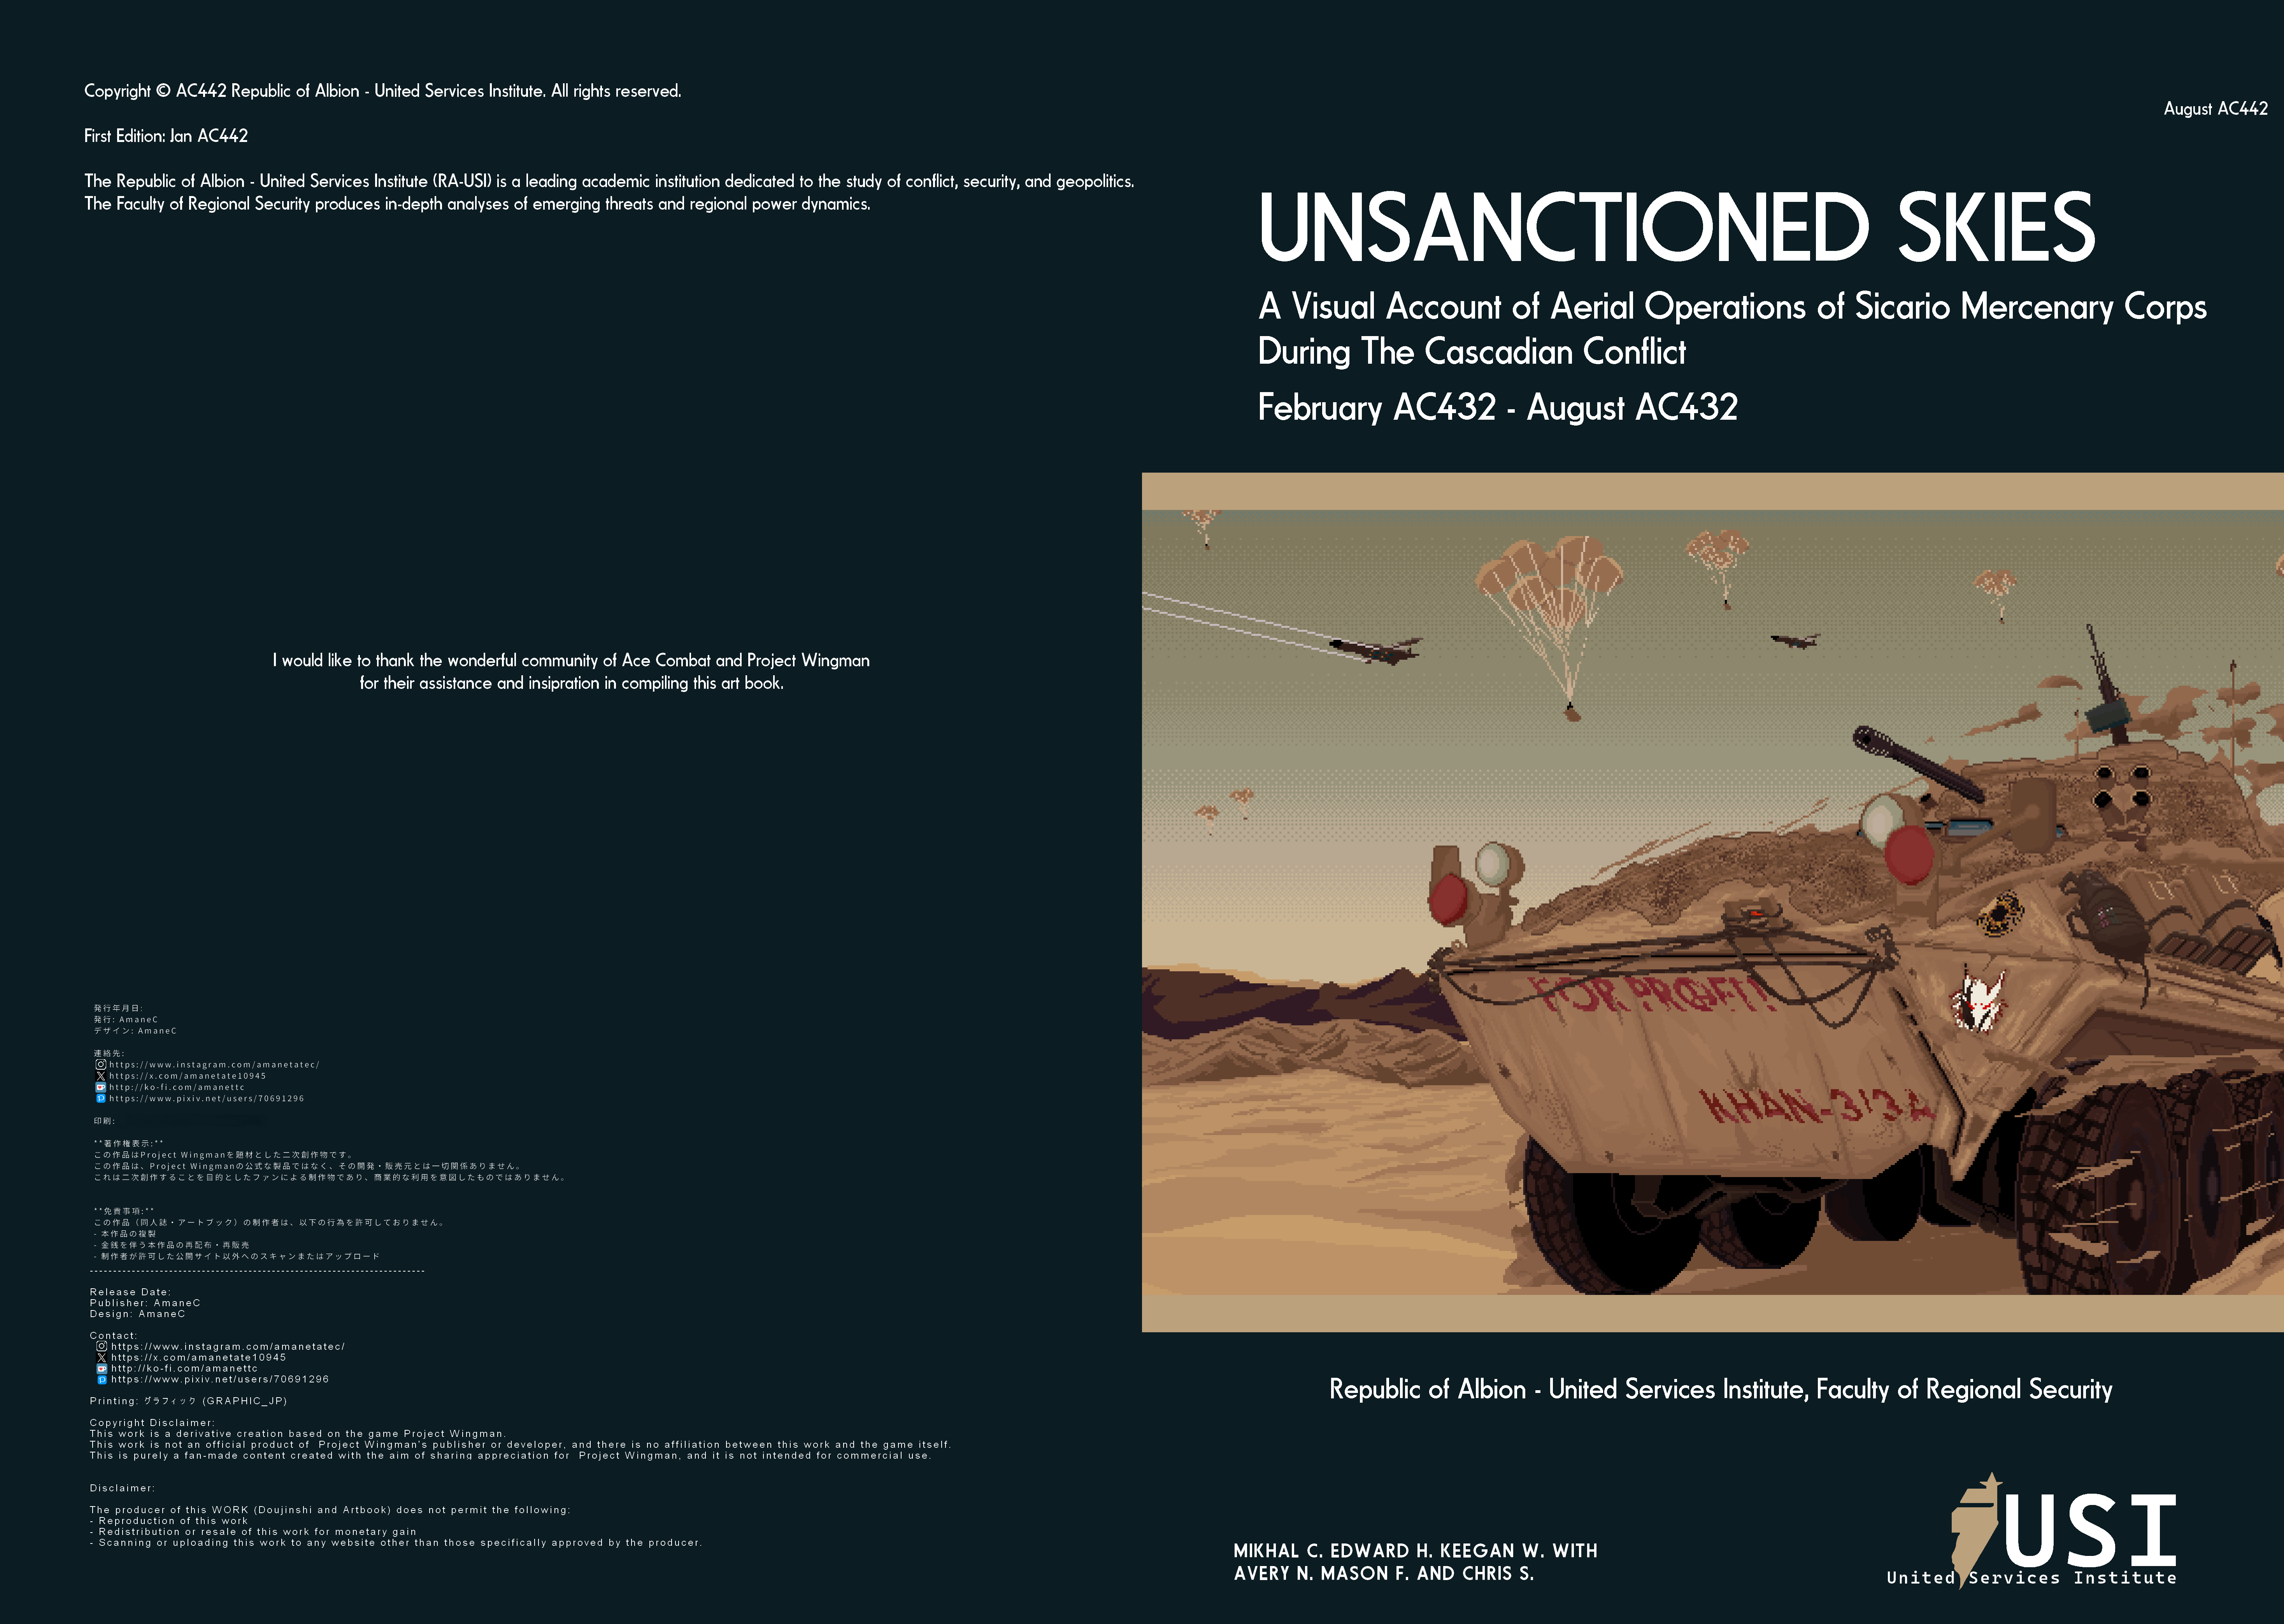 Copyright © AC442 Republic of Albion - United Services Institute. All rights reserved.
First Edition: Jan AC442
The Republic of Albion - United Services Institute (RA-USI) is a leading academic institution dedicated to the study of conflict, security, and geopolitics.
The Faculty of Regional Security produces in-depth analyses of emerging threats and regional power dynamics.
I would like to thank the wonderful community of Ace Combat and Project Wingman
for their assistance and insipration in compiling this art book.
発行年月日:
発行: AmaneC
デザイン: AmaneC
連絡先:
https://www.instagram.com/amanetatec/
https://x.com/amanetate10945
http://ko-fi.com/amanettc
https://www.pixiv.net/users/70691296
印刷:
**著作権表示:**
この作品はProject Wingmanを題材とした二次創作物です。
この作品は、Project Wingmanの公式な製品ではなく、その開発・販売元とは一切関係ありません。
これは二次創作することを目的としたファンによる制作物であり、商業的な利用を意図したものではありません。
**免責事項:**
この作品（同人誌・アートブック）の制作者は、以下の行為を許可しておりません。
- 本作品の複製
- 金銭を伴う本作品の再配布・再販売
- 制作者が許可した公開サイト以外へのスキャンまたはアップロード
------------------------------------------------------------------------
Release Date:
Publisher: AmaneC
Design: AmaneC
Contact:
https://www.instagram.com/amanetatec/
https://x.com/amanetate10945
http://ko-fi.com/amanettc
https://www.pixiv.net/users/70691296
Printing: グラフィック (GRAPHIC_JP)
Copyright Disclaimer:
This work is a derivative creation based on the game Project Wingman.
This work is not an official product of  Project Wingman's publisher or developer, and there is no affiliation between this work and the game itself.
This is purely a fan-made content created with the aim of sharing appreciation for  Project Wingman, and it is not intended for commercial use.
Disclaimer:
The producer of this WORK (Doujinshi and Artbook) does not permit the following:
- Reproduction of this work
- Redistribution or resale of this work for monetary gain
- Scanning or uploading this work to any website other than those specifically approved by the producer.
August AC442
UNSANCTIONED SKIES
A Visual Account of Aerial Operations of Sicario Mercenary Corps
During The Cascadian Conflict
February AC432 - August AC432
FOR PROFIT!
KHAN-3/3A
Republic of Albion - United Services Institute, Faculty of Regional Security
MIKHAL C. EDWARD H. KEEGAN W. WITH
AVERY N. MASON F. AND CHRIS S.
USI
United Services Institute